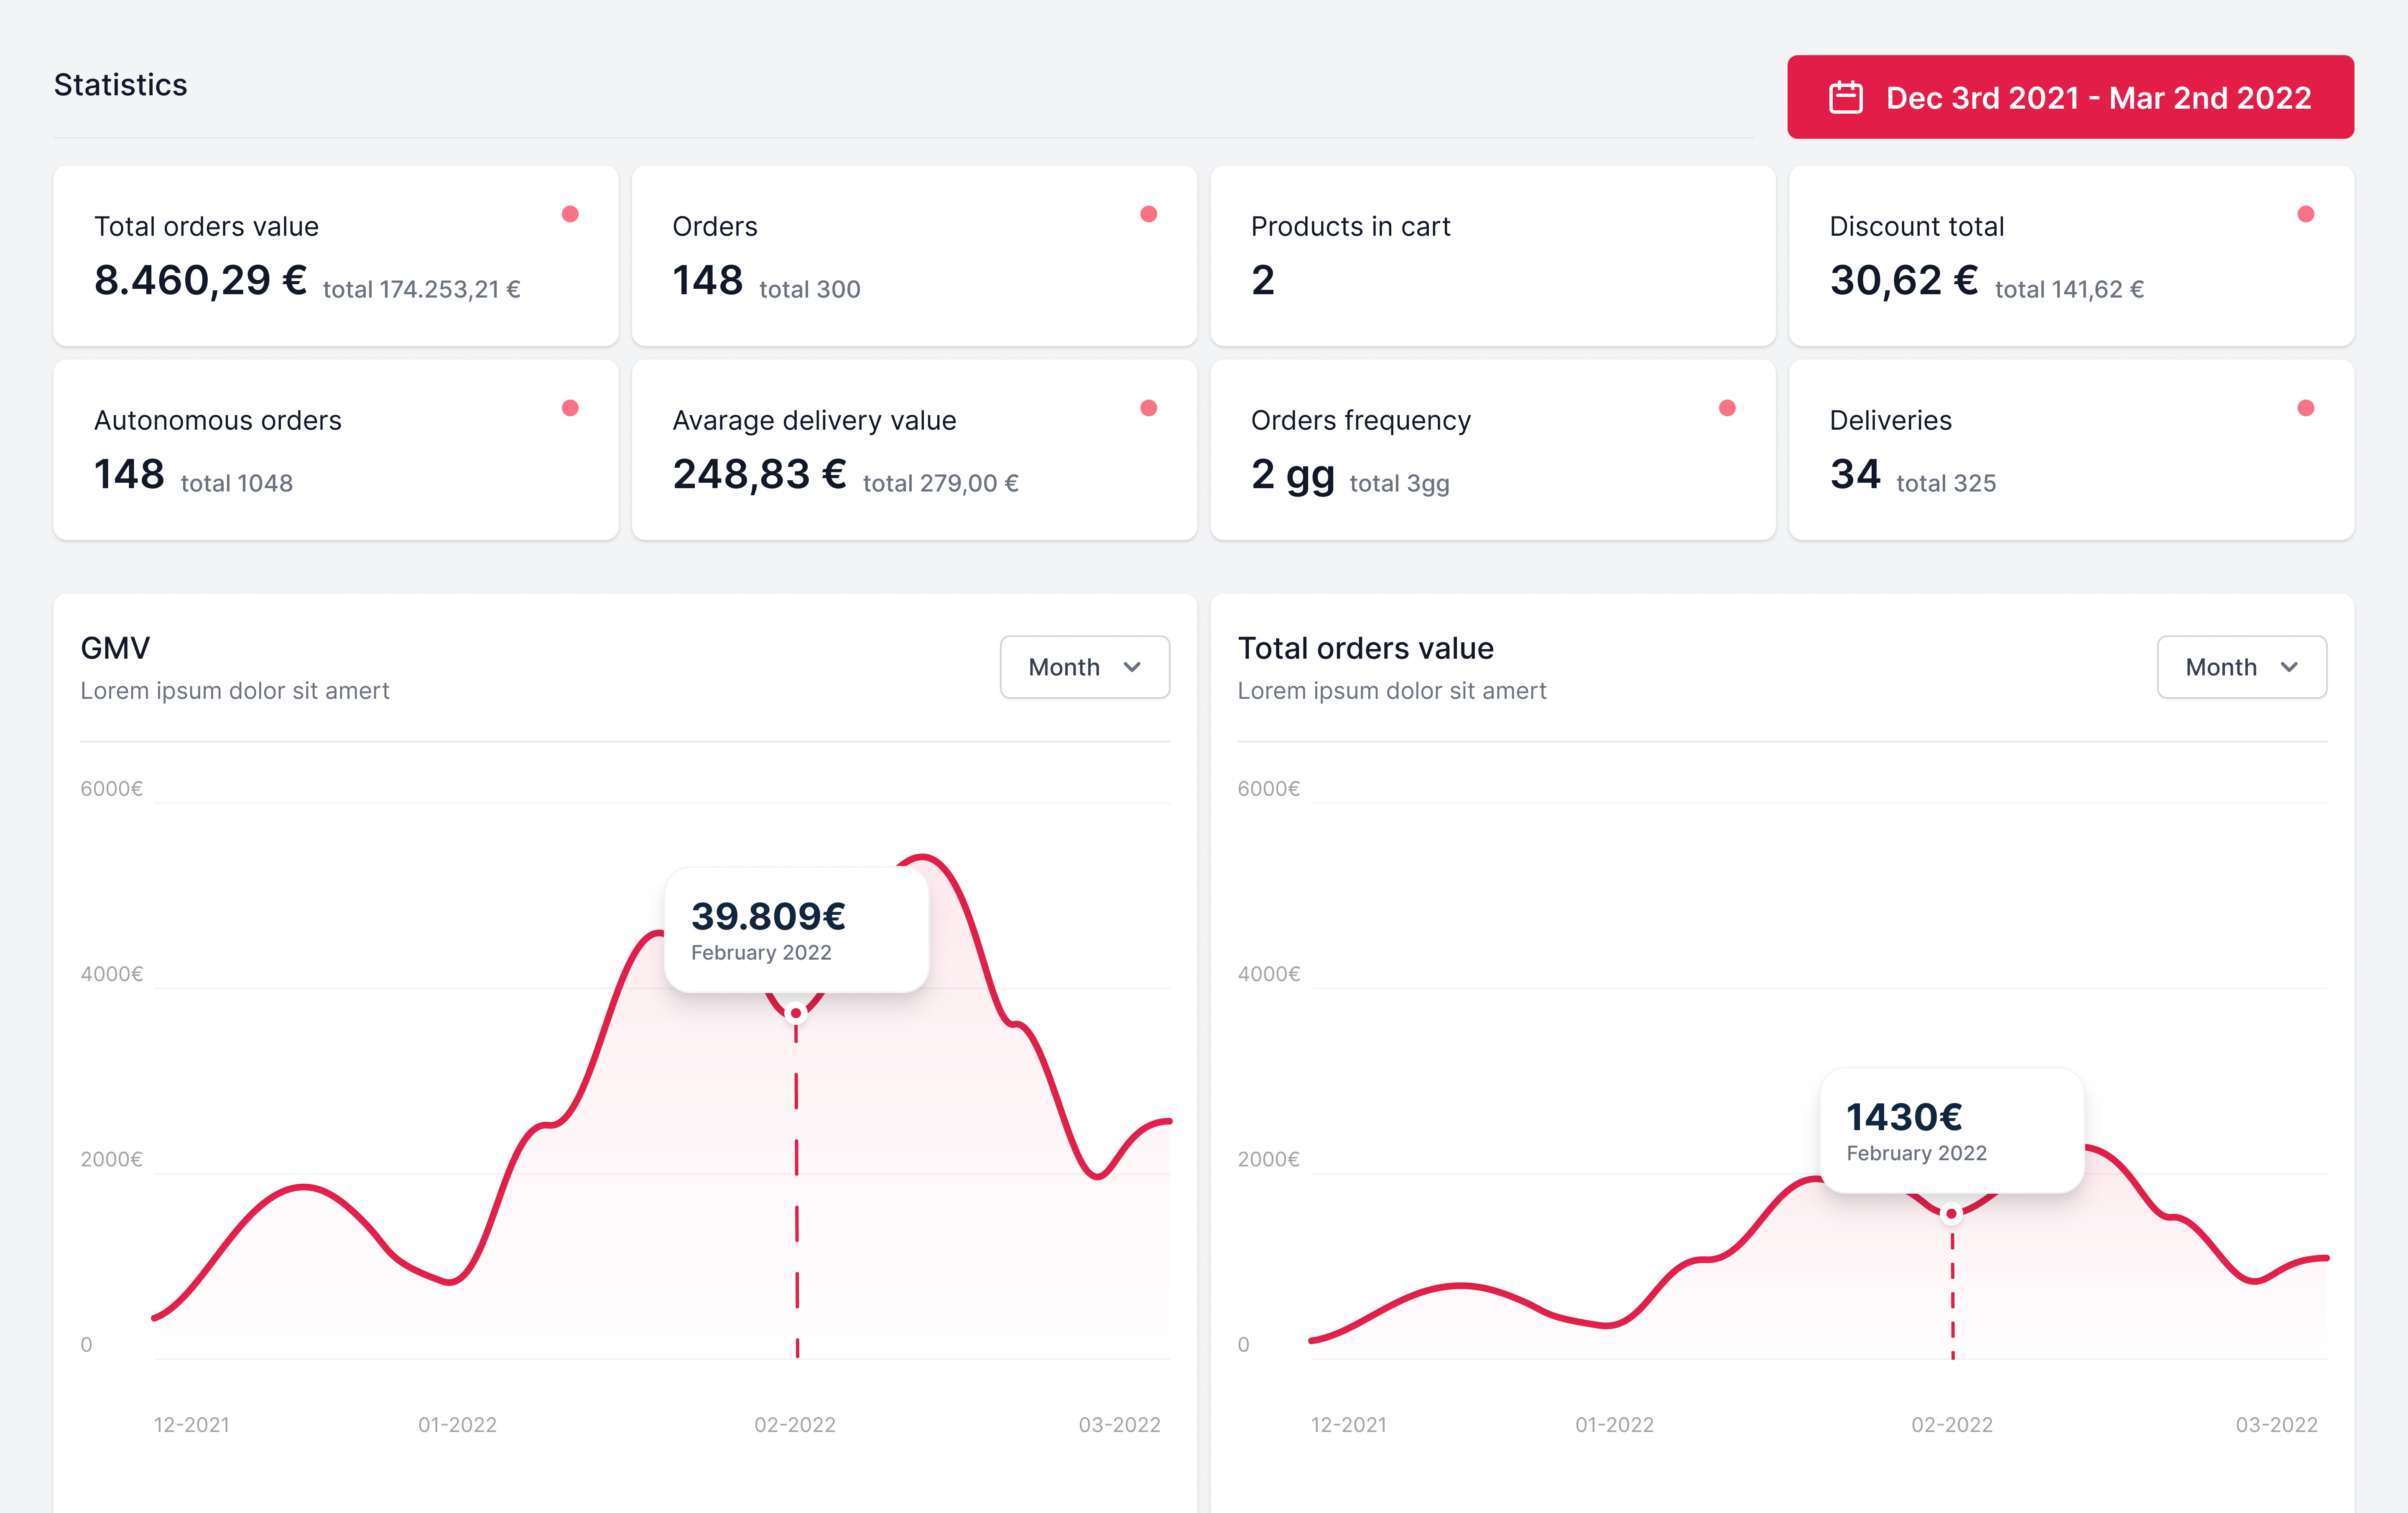 Statistics
Dec 3rd 2021 - Mar 2nd 2022
Total orders value
8.460,29 € total 174.253,21 €
Orders
148 total 300
Products in cart
2
Discount total
30,62 € total 141,62 €
Autonomous orders
148 total 1048
Avarage delivery value
248,83 € total 279,00 €
Orders frequency
2 gg total 3gg
Deliveries
34 total 325
GMV
Lorem ipsum dolor sit amert
Month
6000€
4000€
2000€
0
39.809€
February 2022
12-2021 01-2022 02-2022 03-2022
Total orders value
Lorem ipsum dolor sit amert
Month
6000€
4000€
2000€
0
1430€
February 2022
12-2021 01-2022 02-2022 03-2022